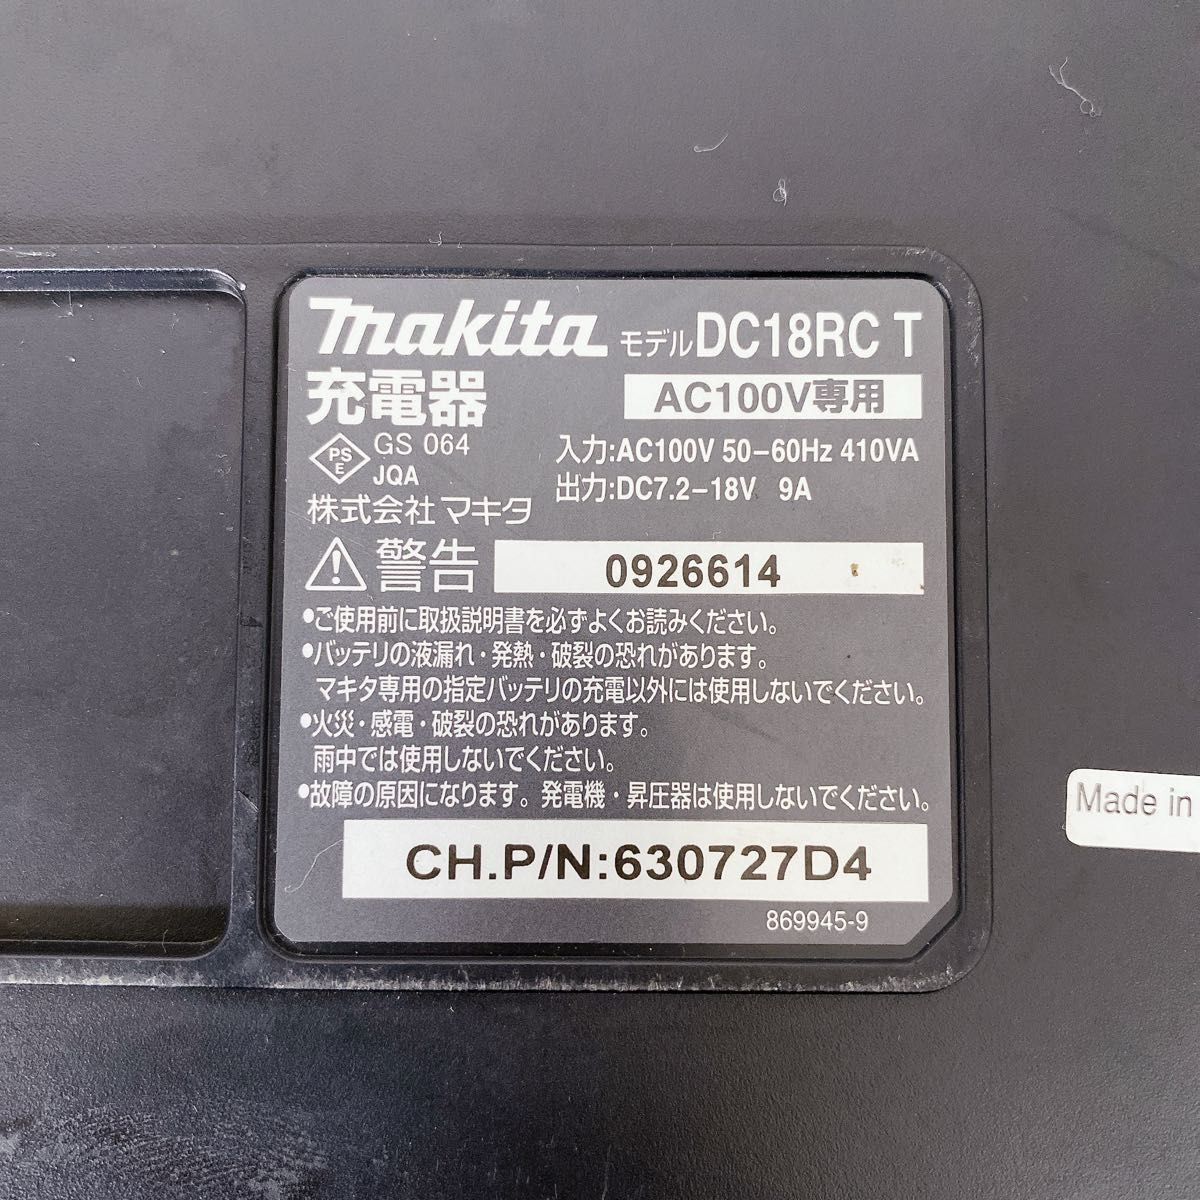 makita モデル DC18RC T
充電器 AC100V専用
PS E GS 064
JQA
入力:AC100V 50-60Hz 410VA
出力:DC7.2-18V 9A
株式会社 マキタ
警告 0926614
•ご使用前に取扱説明書を必ずよくお読みください。
•バッテリの液漏れ・発熱・破裂の恐れがあります。
マキタ専用の指定バッテリの充電以外には使用しないでください。
•火災・感電・破裂の恐れがあります。
雨中では使用しないでください。
•故障の原因になります。発電機・昇圧器は使用しないでください。
CH.P/N:630727D4
869945-9
Made in